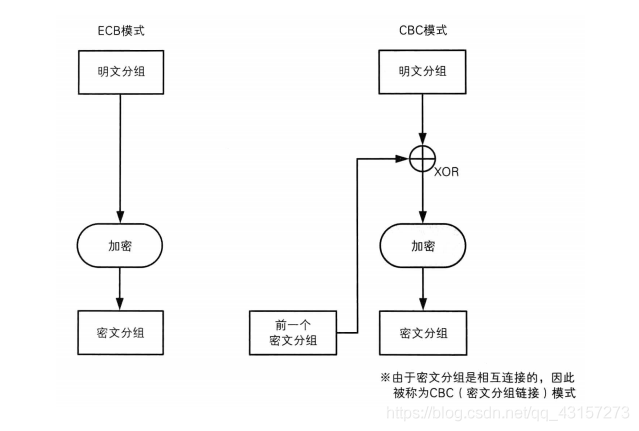 ECB模式
明文分组
加密
密文分组
CBC模式
明文分组
XOR
加密
前一个
密文分组
密文分组
※由于密文分组是相互连接的，因此
被称为CBC（密文分组链接）模式
https://blog.csdn.net/qq_43157273